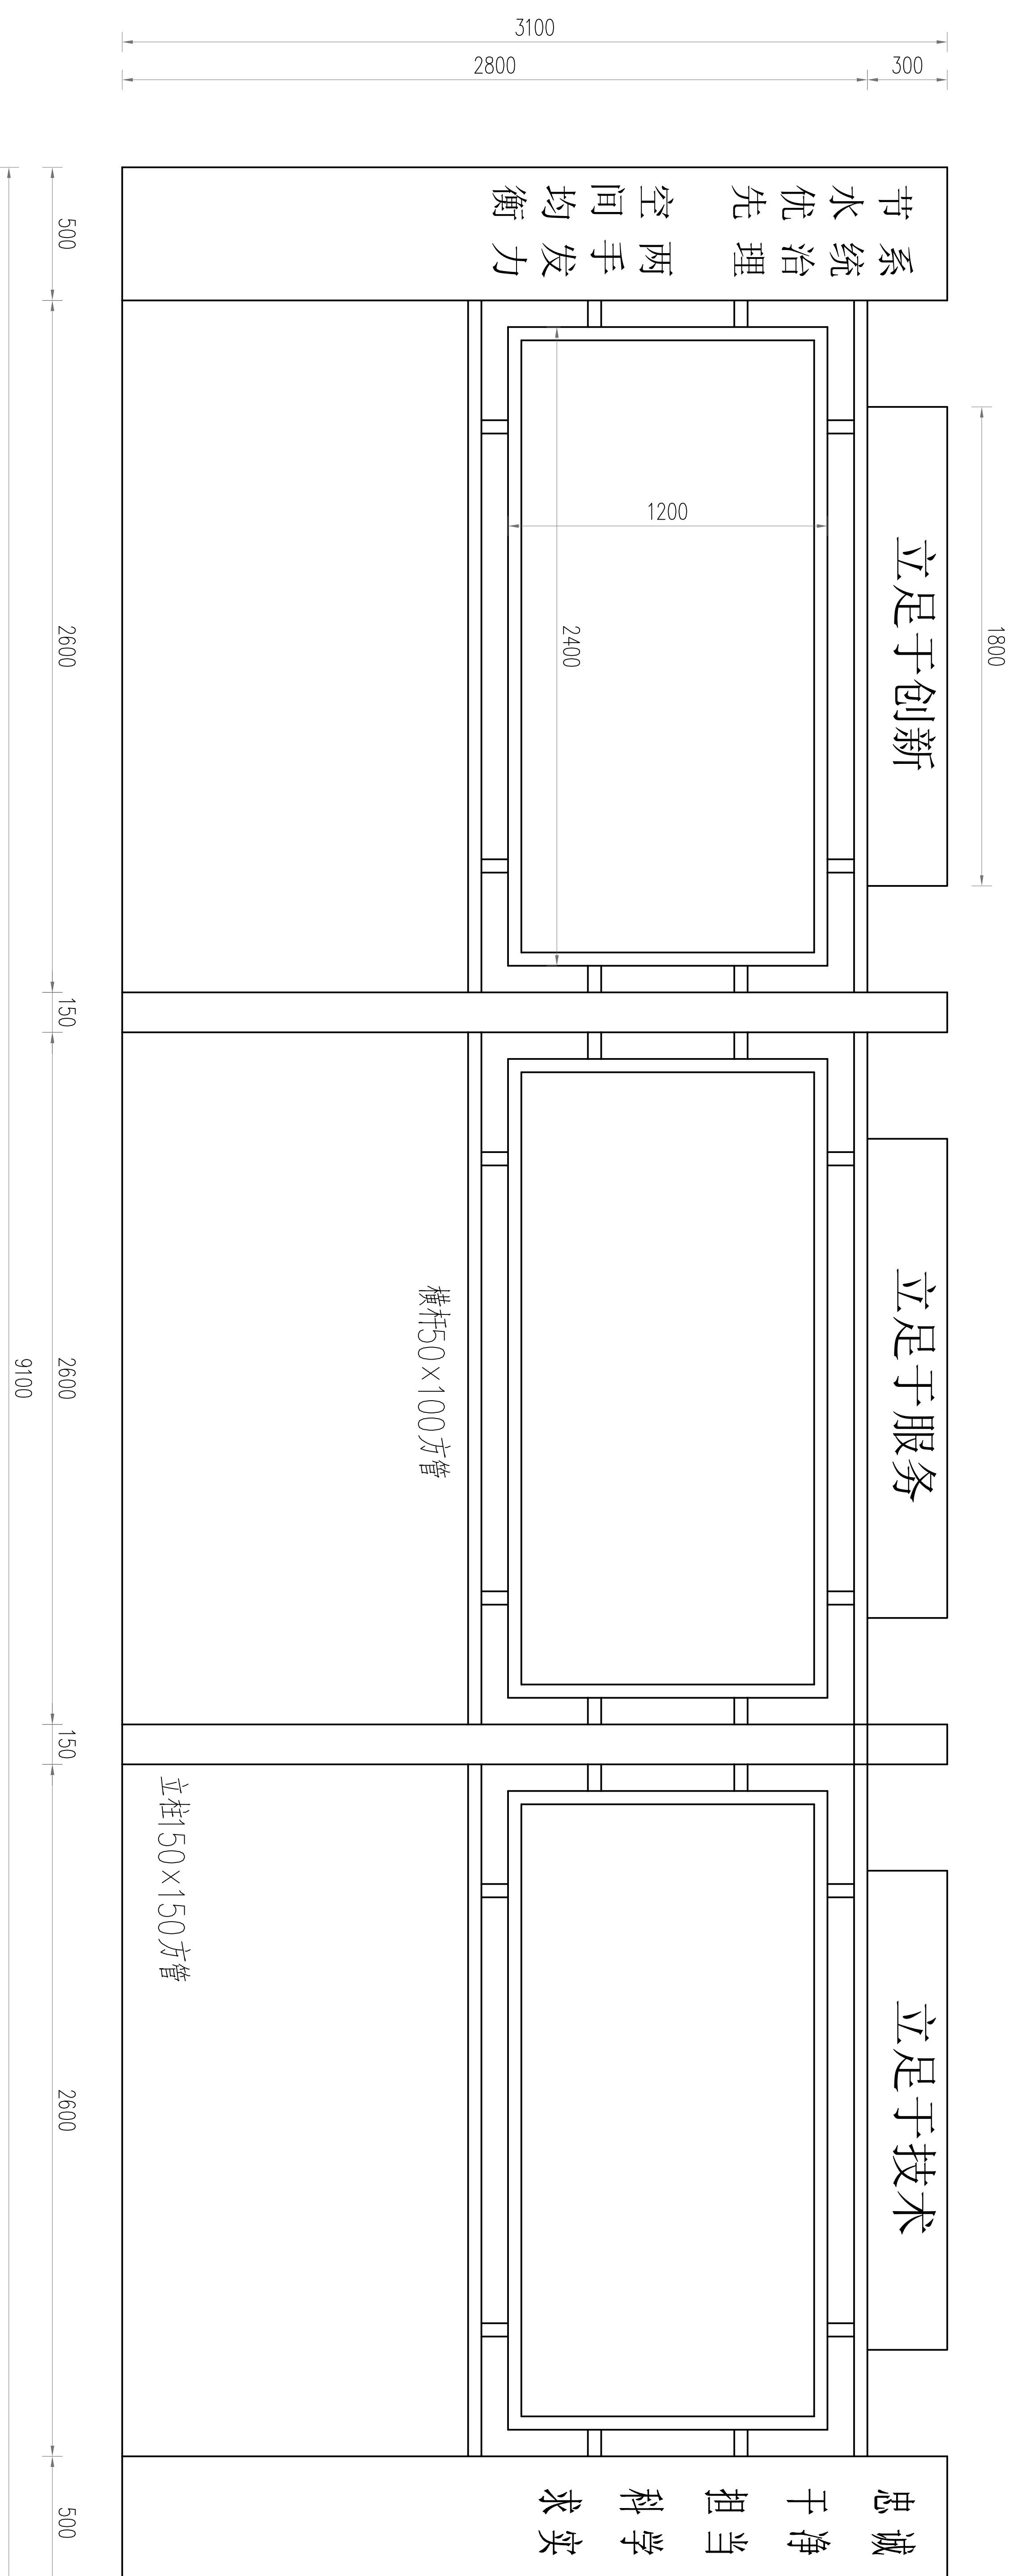 1800
300
2800
3100
节水优先
系统治理
空间均衡
两手发力
立足于创新
立足于服务
立足于技术
忠诚
干净
担当
科学
求实
1200
2400
横杆50×100方管
立柱150×150方管
500
2600
150
2600
150
2600
500
9100